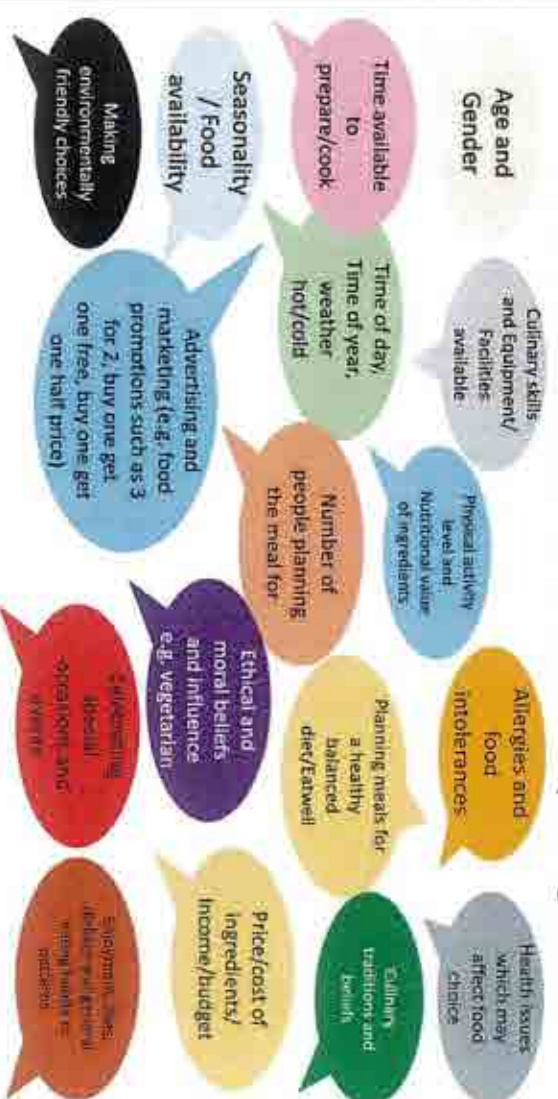 Age and
Gender
Culinary skills
and Equipment/
Facilities
available
Allergies and
food
intolerances
Health issues
which may
affect food
choice
Time available
to
prepare/cook
Time of day,
Time of year,
weather
hot/cold
Physical activity
level and
Nutritional value
of ingredients
Planning meals for
a healthy
balanced
diet/Eatwell
Culinary
traditions and
beliefs
Seasonality
/ Food
availability
Number of
people planning
the meal for
Price/cost of
ingredients/
Income/budget
Making
environmentally
friendly choices
Advertising and
marketing (e.g. food
promotions such as 3
for 2, buy one get
one free, buy one get
one half price)
Ethical and
moral beliefs
and influence
e.g. vegetarian
special
occasions and
events
patterns